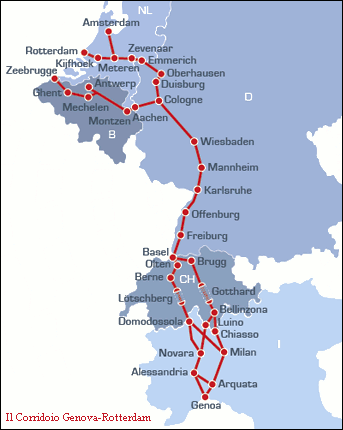 NL
Amsterdam
Rotterdam
Zevenaar
Kijfhoek
Emmerich
Meteren
Zeebrugge
Oberhausen
Antwerp
Duisburg
Ghent
D
Cologne
Mechelen
Aachen
Montzen
B
Wiesbaden
Mannheim
Karlsruhe
Offenburg
Freiburg
Basel
Olten
Brugg
Berne
CH
Gotthard
Lötschberg
Bellinzona
Domodossola
Luino
Chiasso
I
Novara
Milan
Alessandria
Arquata
Genoa
Il Corridoio Genova-Rotterdam